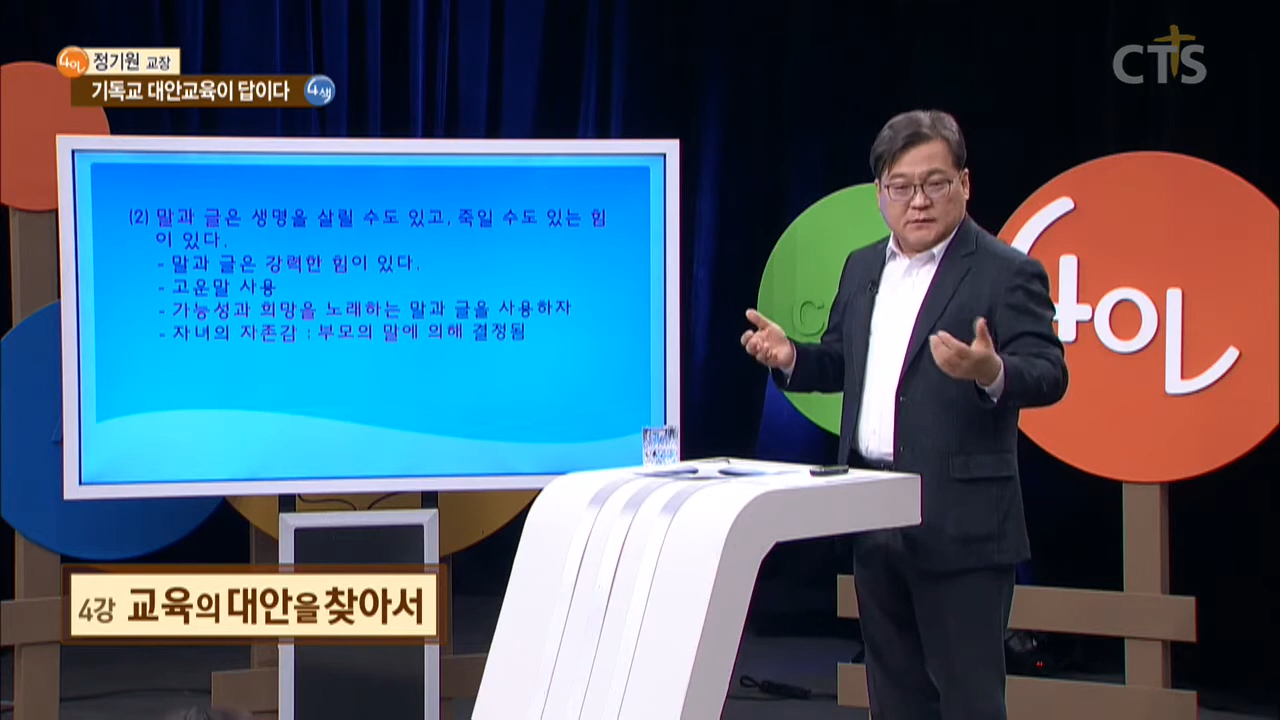 4인 정기원 교장
기독교 대안교육이 답이다 4색
CTS
(2) 말과 글은 생명을 살릴 수도 있고, 죽일 수도 있는 힘
이 있다.
- 말과 글은 강력한 힘이 있다.
- 고운말 사용
- 가능성과 희망을 노래하는 말과 글을 사용하자
- 자녀의 자존감 : 부모의 말에 의해 결정됨
4인
4강 교육의 대안을 찾아서